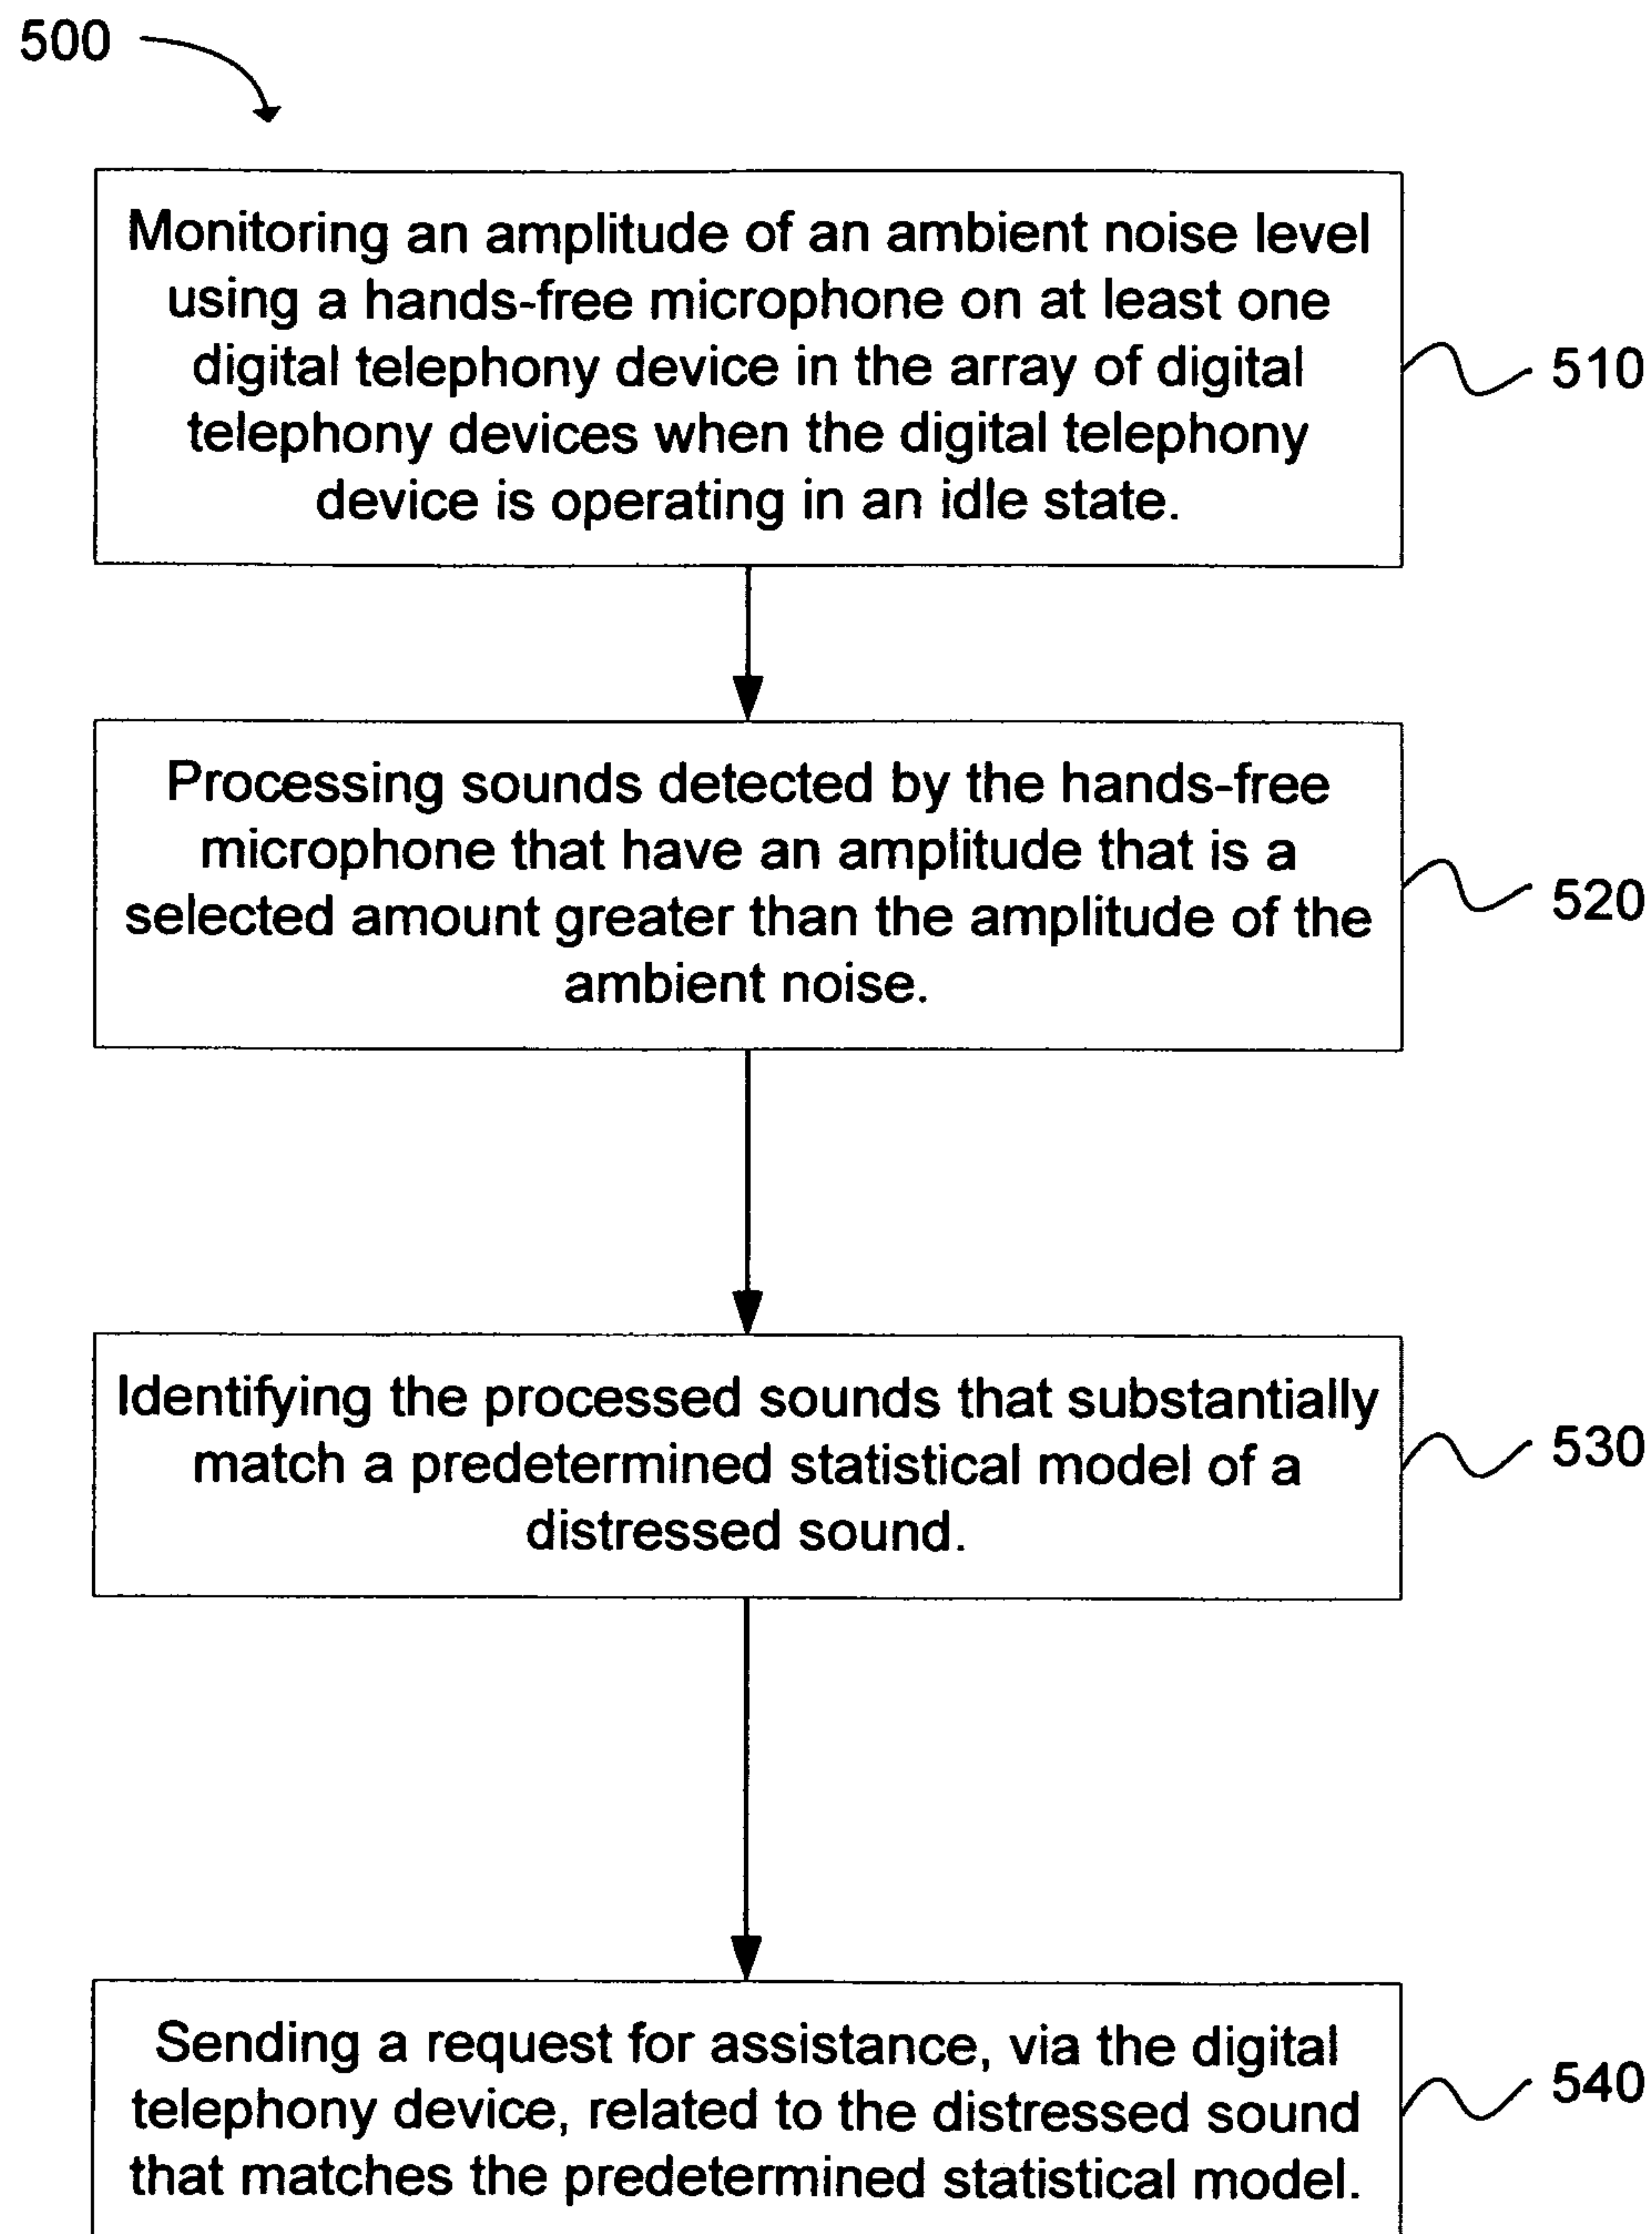 500
Monitoring an amplitude of an ambient noise level
using a hands-free microphone on at least one
digital telephony device in the array of digital
telephony devices when the digital telephony
device is operating in an idle state.
510
Processing sounds detected by the hands-free
microphone that have an amplitude that is a
selected amount greater than the amplitude of the
ambient noise.
520
Identifying the processed sounds that substantially
match a predetermined statistical model of a
distressed sound.
530
Sending a request for assistance, via the digital
telephony device, related to the distressed sound
that matches the predetermined statistical model.
540